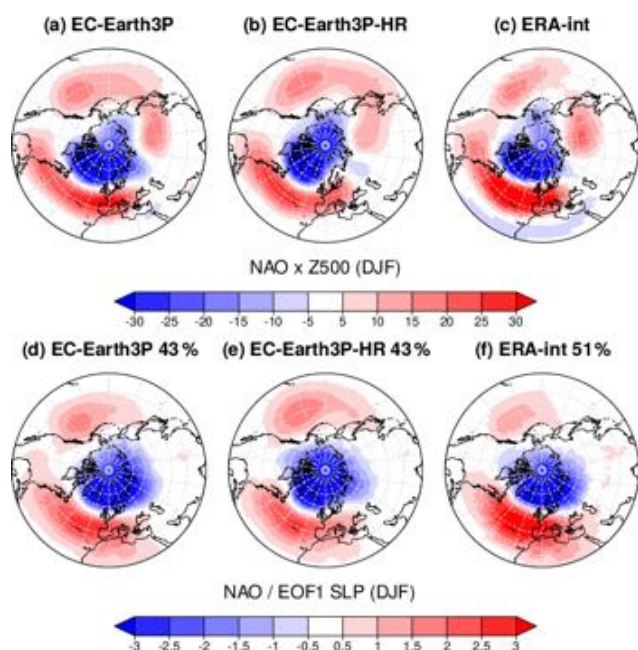 (a) EC-Earth3P (b) EC-Earth3P-HR (c) ERA-int
NAO x Z500 (DJF)
-30 -25 -20 -15 -10 -5 5 10 15 20 25 30
(d) EC-Earth3P 43% (e) EC-Earth3P-HR 43% (f) ERA-int 51%
NAO / EOF1 SLP (DJF)
-3 -2.5 -2 -1.5 -1 -0.5 0.5 1 1.5 2 2.5 3